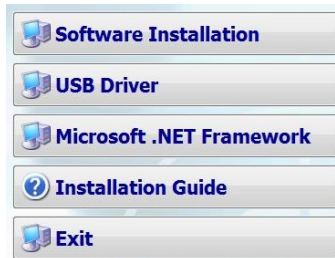 Software Installation
USB Driver
Microsoft .NET Framework
Installation Guide
Exit